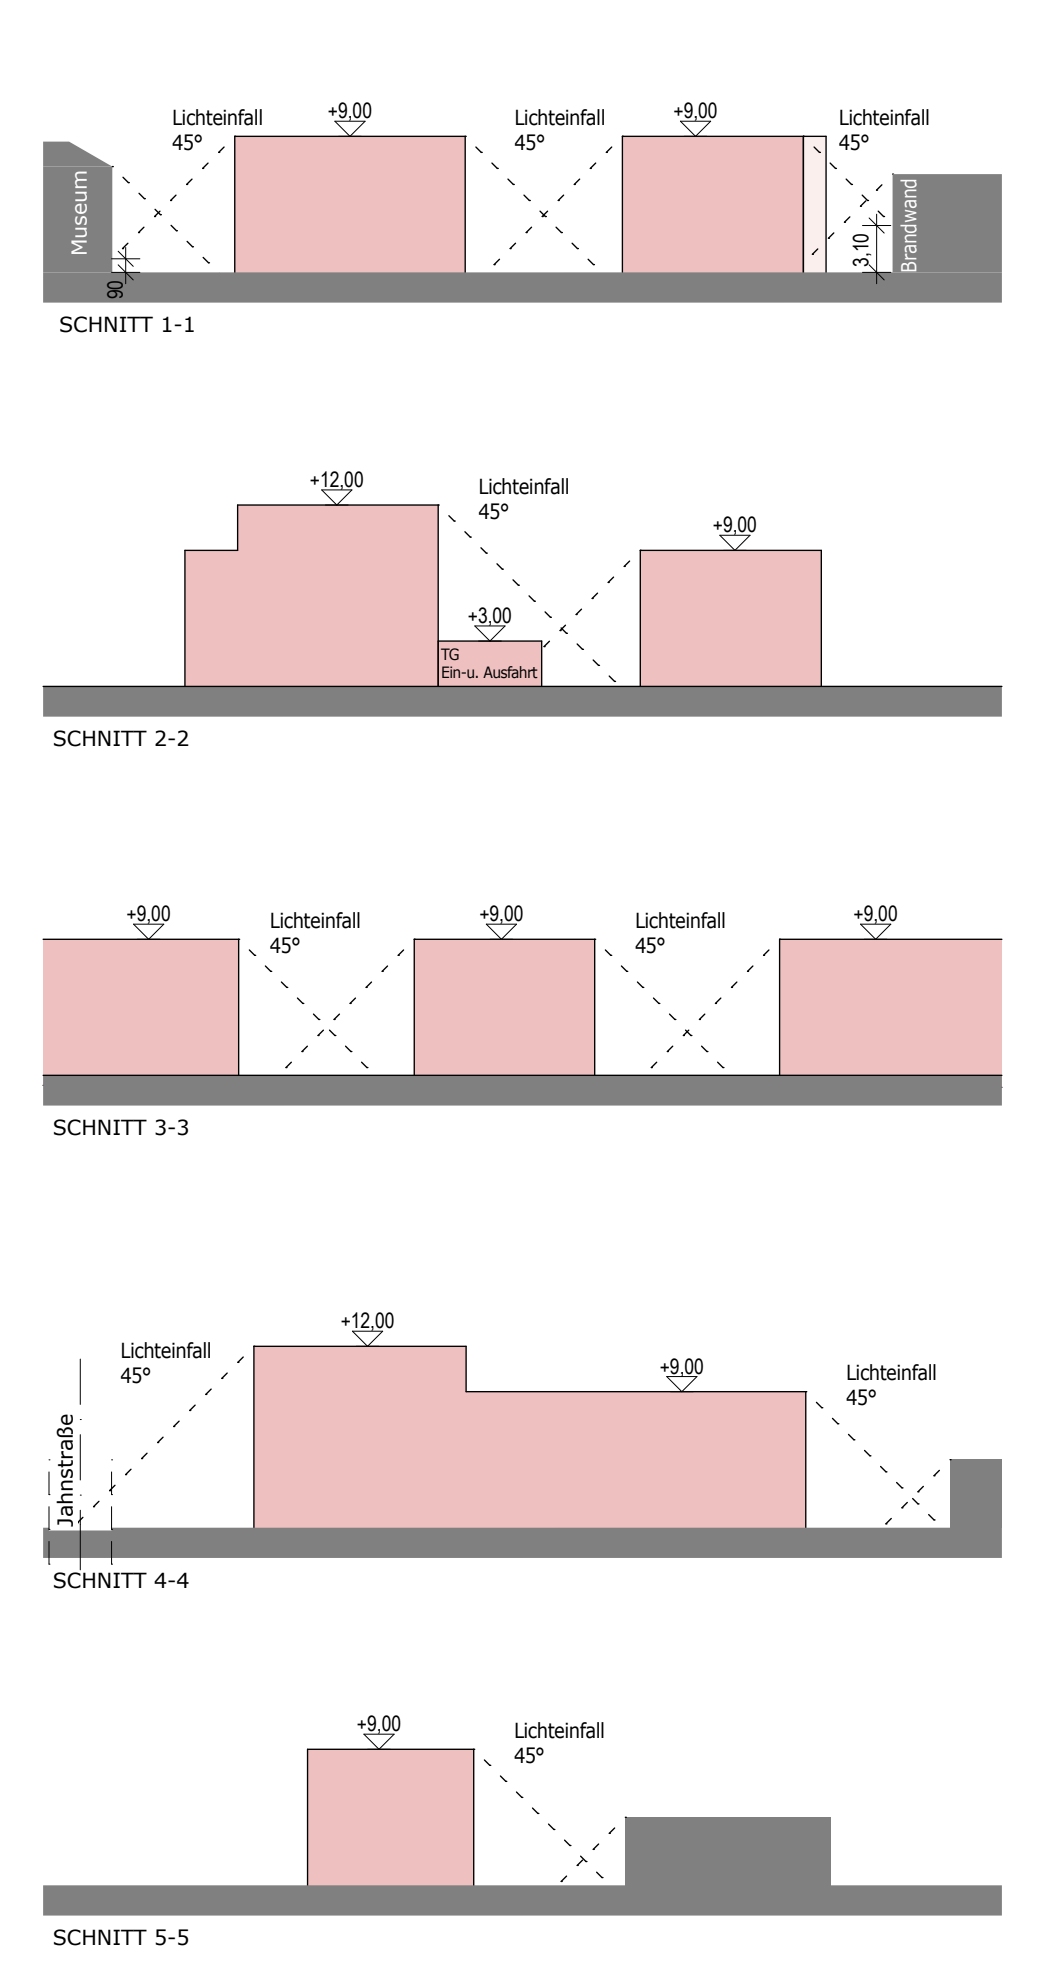 +9,00
+9,00
Lichteinfall
45°
Lichteinfall
45°
Lichteinfall
45°
Museum
90
3,10
Brandwand
SCHNITT 1-1
+12,00
Lichteinfall
45°
+9,00
+3,00
TG
Ein-u. Ausfahrt
SCHNITT 2-2
+9,00
Lichteinfall
45°
+9,00
Lichteinfall
45°
+9,00
SCHNITT 3-3
+12,00
Lichteinfall
45°
+9,00
Lichteinfall
45°
Jahnstraße
SCHNITT 4-4
+9,00
Lichteinfall
45°
SCHNITT 5-5